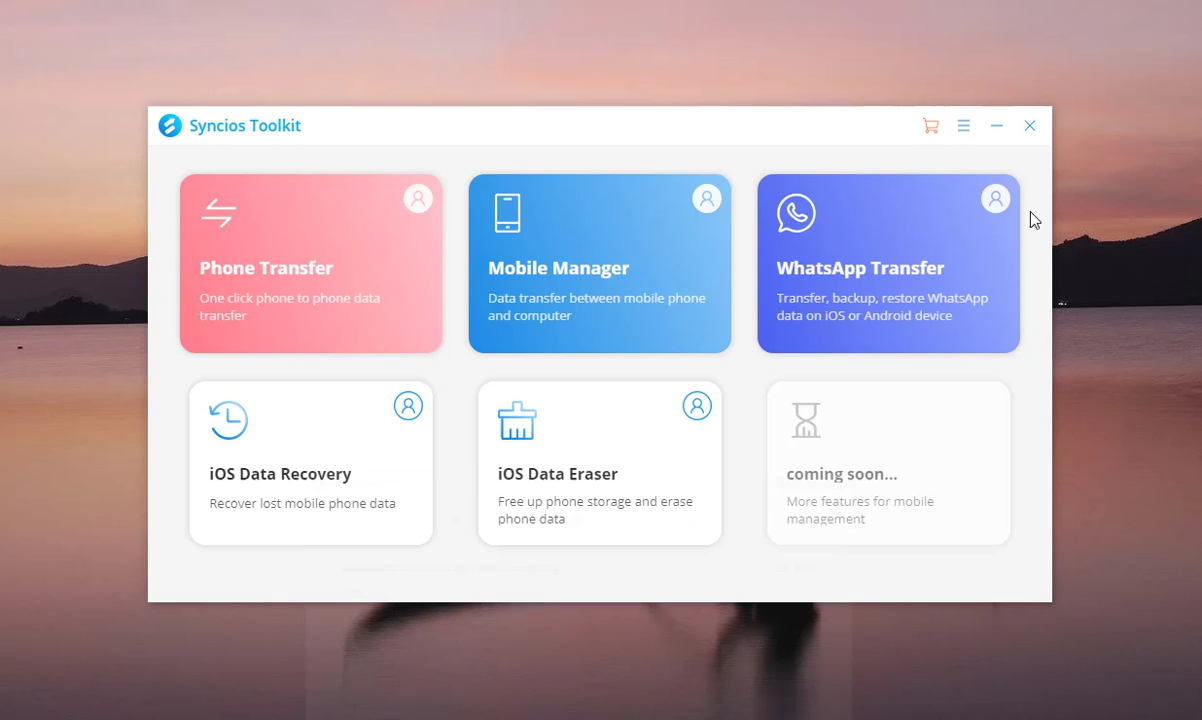 Syncios Toolkit
Phone Transfer
One click phone to phone data
transfer
Mobile Manager
Data transfer between mobile phone
and computer
WhatsApp Transfer
Transfer, backup, restore WhatsApp
data on iOS or Android device
iOS Data Recovery
Recover lost mobile phone data
iOS Data Eraser
Free up phone storage and erase
phone data
coming soon...
More features for mobile
management